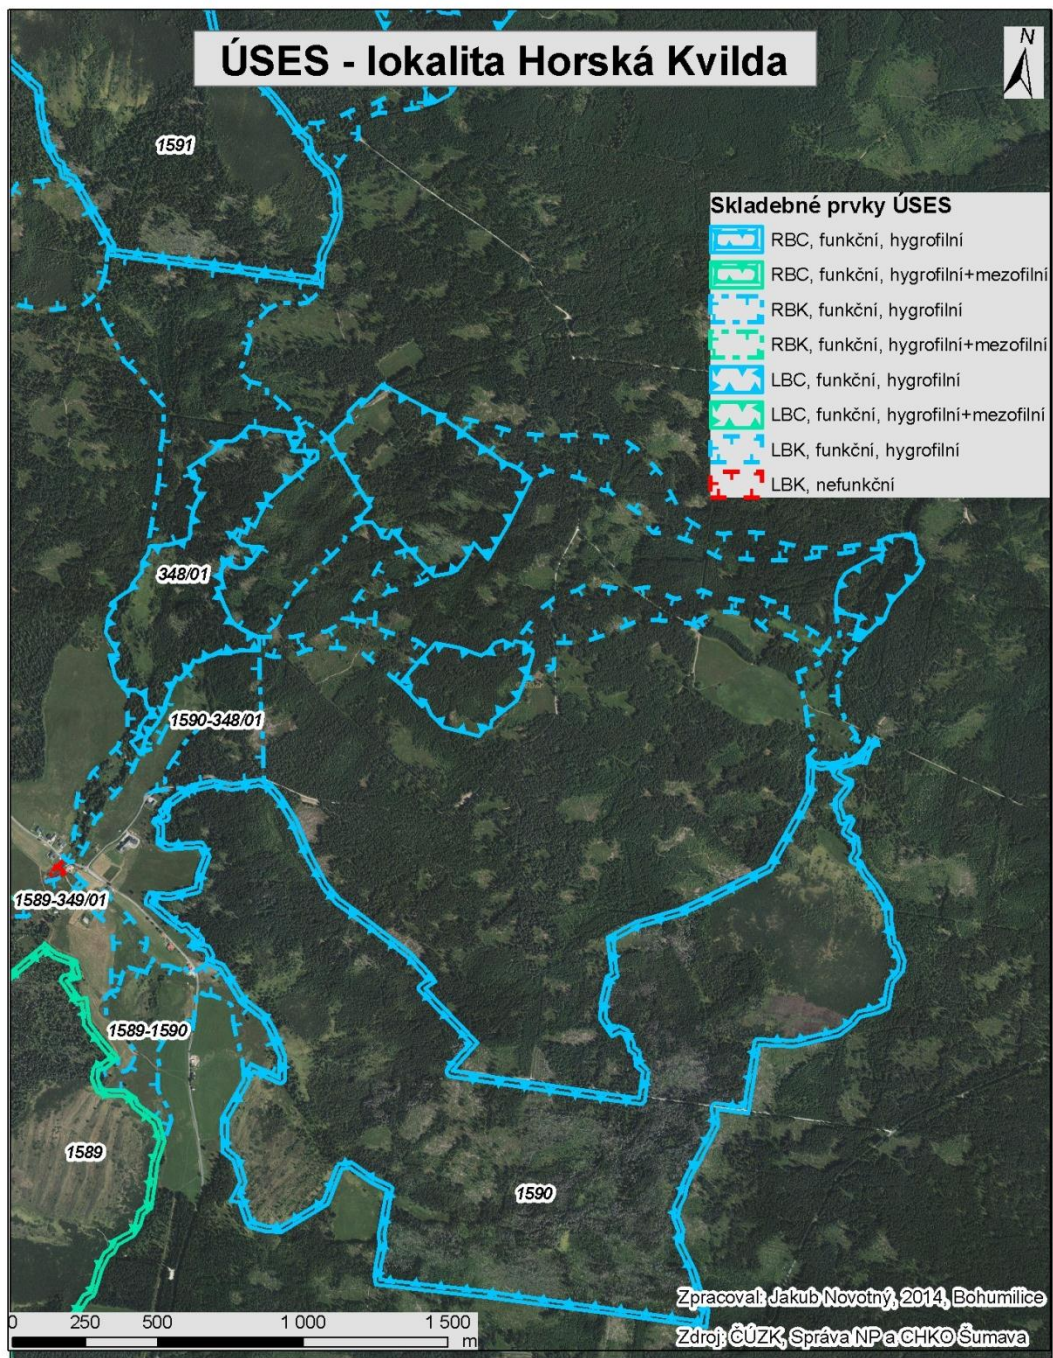 ÚSES - lokalita Horská Kvilda
N
1591
Skladebné prvky ÚSES
RBC, funkční, hygrofilní
RBC, funkční, hygrofilní+mezofilní
RBK, funkční, hygrofilní
RBK, funkční, hygrofilní+mezofilní
LBC, funkční, hygrofilní
LBC, funkční, hygrofilní+mezofilní
LBK, funkční, hygrofilní
LBK, nefunkční
348/01
1590-348/01
1589-349/01
1589-1590
1589
1590
Zpracoval: Jakub Novotný, 2014, Bohumilice
Zdroj: ČÚZK, Správa NP a CHKO Šumava
0 250 500 1 000 1 500
m